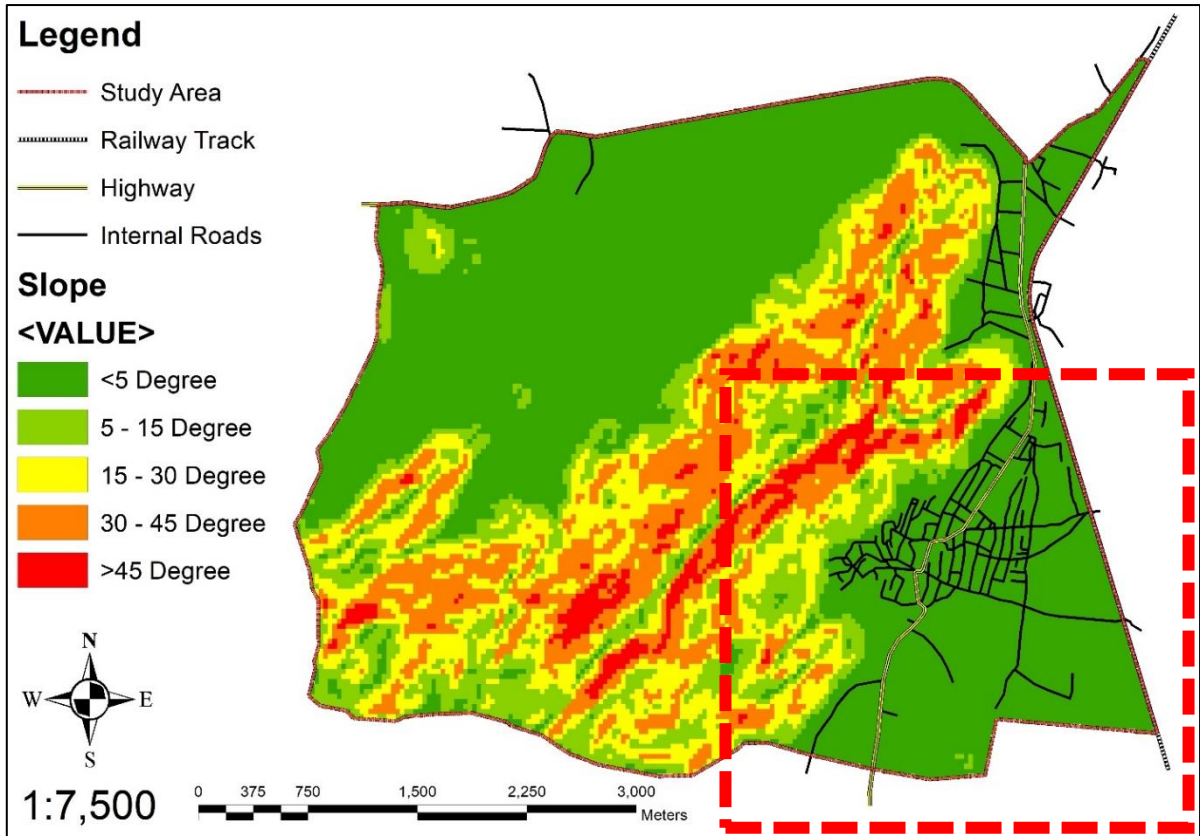 Legend
Study Area
Railway Track
Highway
Internal Roads
Slope
<VALUE>
<5 Degree
5 - 15 Degree
15 - 30 Degree
30 - 45 Degree
>45 Degree
N
W E
S
1:7,500
0 375 750 1,500 2,250 3,000
Meters